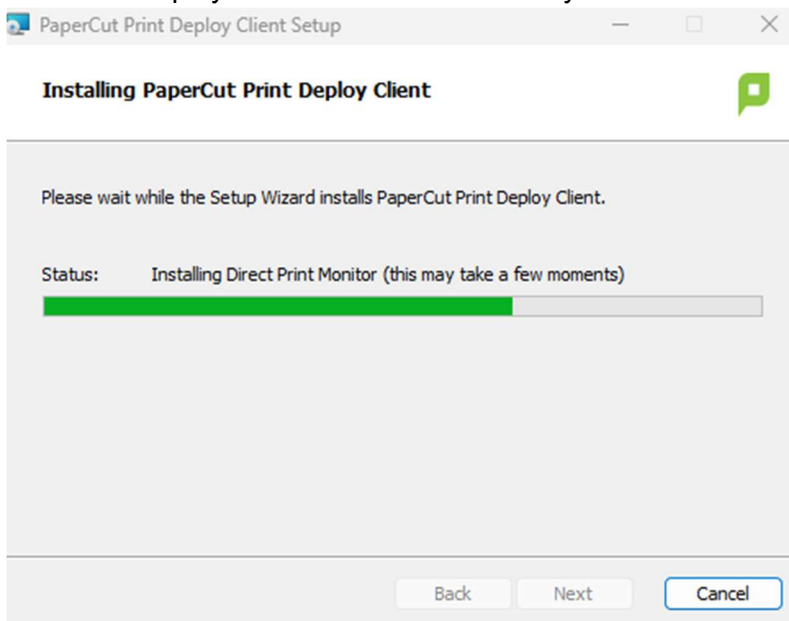 PaperCut Print Deploy Client Setup
Installing PaperCut Print Deploy Client
Please wait while the Setup Wizard installs PaperCut Print Deploy Client.
Status: Installing Direct Print Monitor (this may take a few moments)
Back Next Cancel